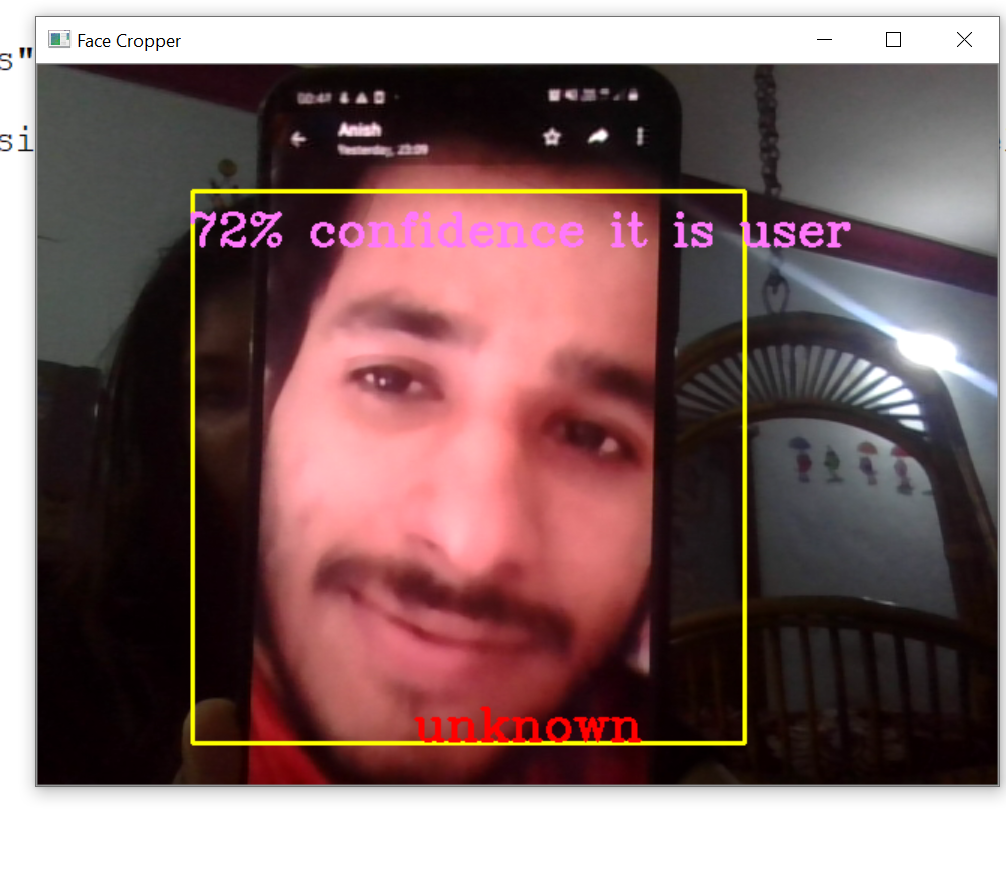 s"
Face Cropper
si
Anish
Yesterday, 23:09
72% confidence it is user
unknown